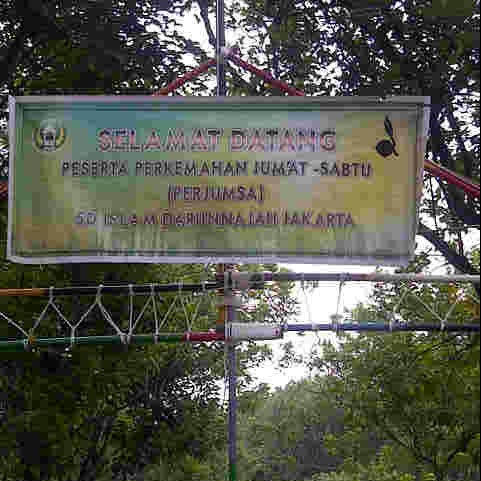 SELAMAT DATANG
PESERTA PERKEMAHAN JUM'AT -SABTU
(PERJUMSA)
SD ISLAM DARUNNAJAH JAKARTA